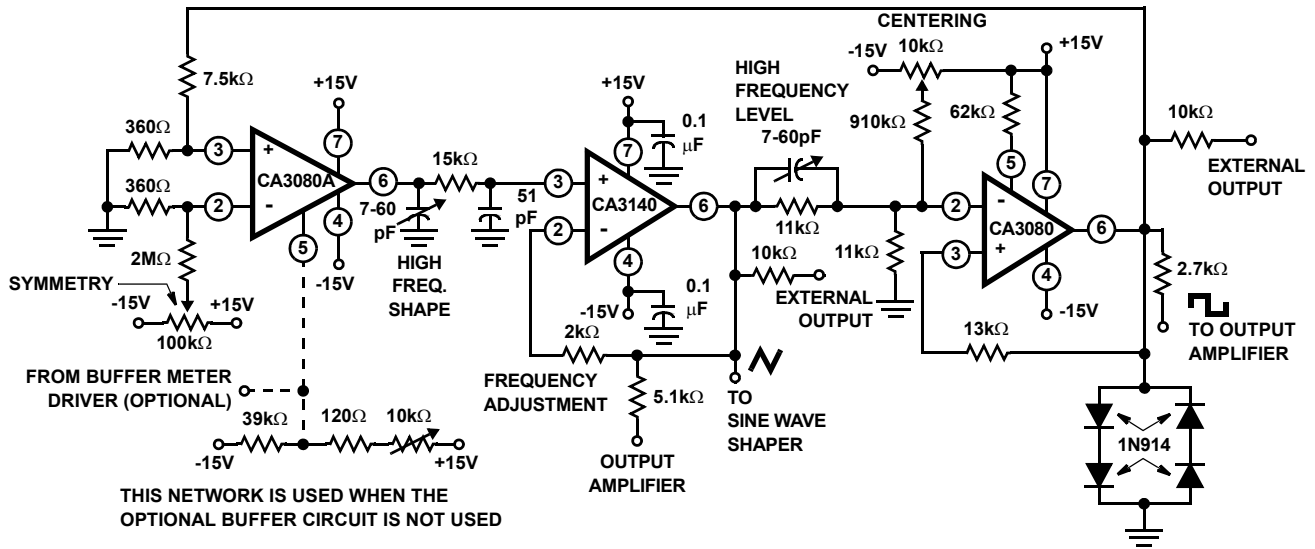 CENTERING
-15V
10kΩ
+15V
7.5kΩ
+15V
HIGH
FREQUENCY
LEVEL
7-60pF
+15V
0.1
µF
910kΩ
62kΩ
10kΩ
EXTERNAL
OUTPUT
360Ω
3
+
7
CA3080A
6
15kΩ
360Ω
2
-
4
5
-15V
7-60
pF
51
pF
HIGH
FREQ.
SHAPE
3
+
7
CA3140
6
2
-
4
-15V
0.1
µF
11kΩ
10kΩ
EXTERNAL
OUTPUT
11kΩ
5
7
2
-
CA3080
6
3
+
4
-15V
13kΩ
2.7kΩ
TO OUTPUT
AMPLIFIER
2MΩ
SYMMETRY
-15V
+15V
100kΩ
2kΩ
FREQUENCY
ADJUSTMENT
5.1kΩ
TO
SINE WAVE
SHAPER
OUTPUT
AMPLIFIER
1N914
FROM BUFFER METER
DRIVER (OPTIONAL)
39kΩ
120Ω
10kΩ
-15V
+15V
THIS NETWORK IS USED WHEN THE
OPTIONAL BUFFER CIRCUIT IS NOT USED